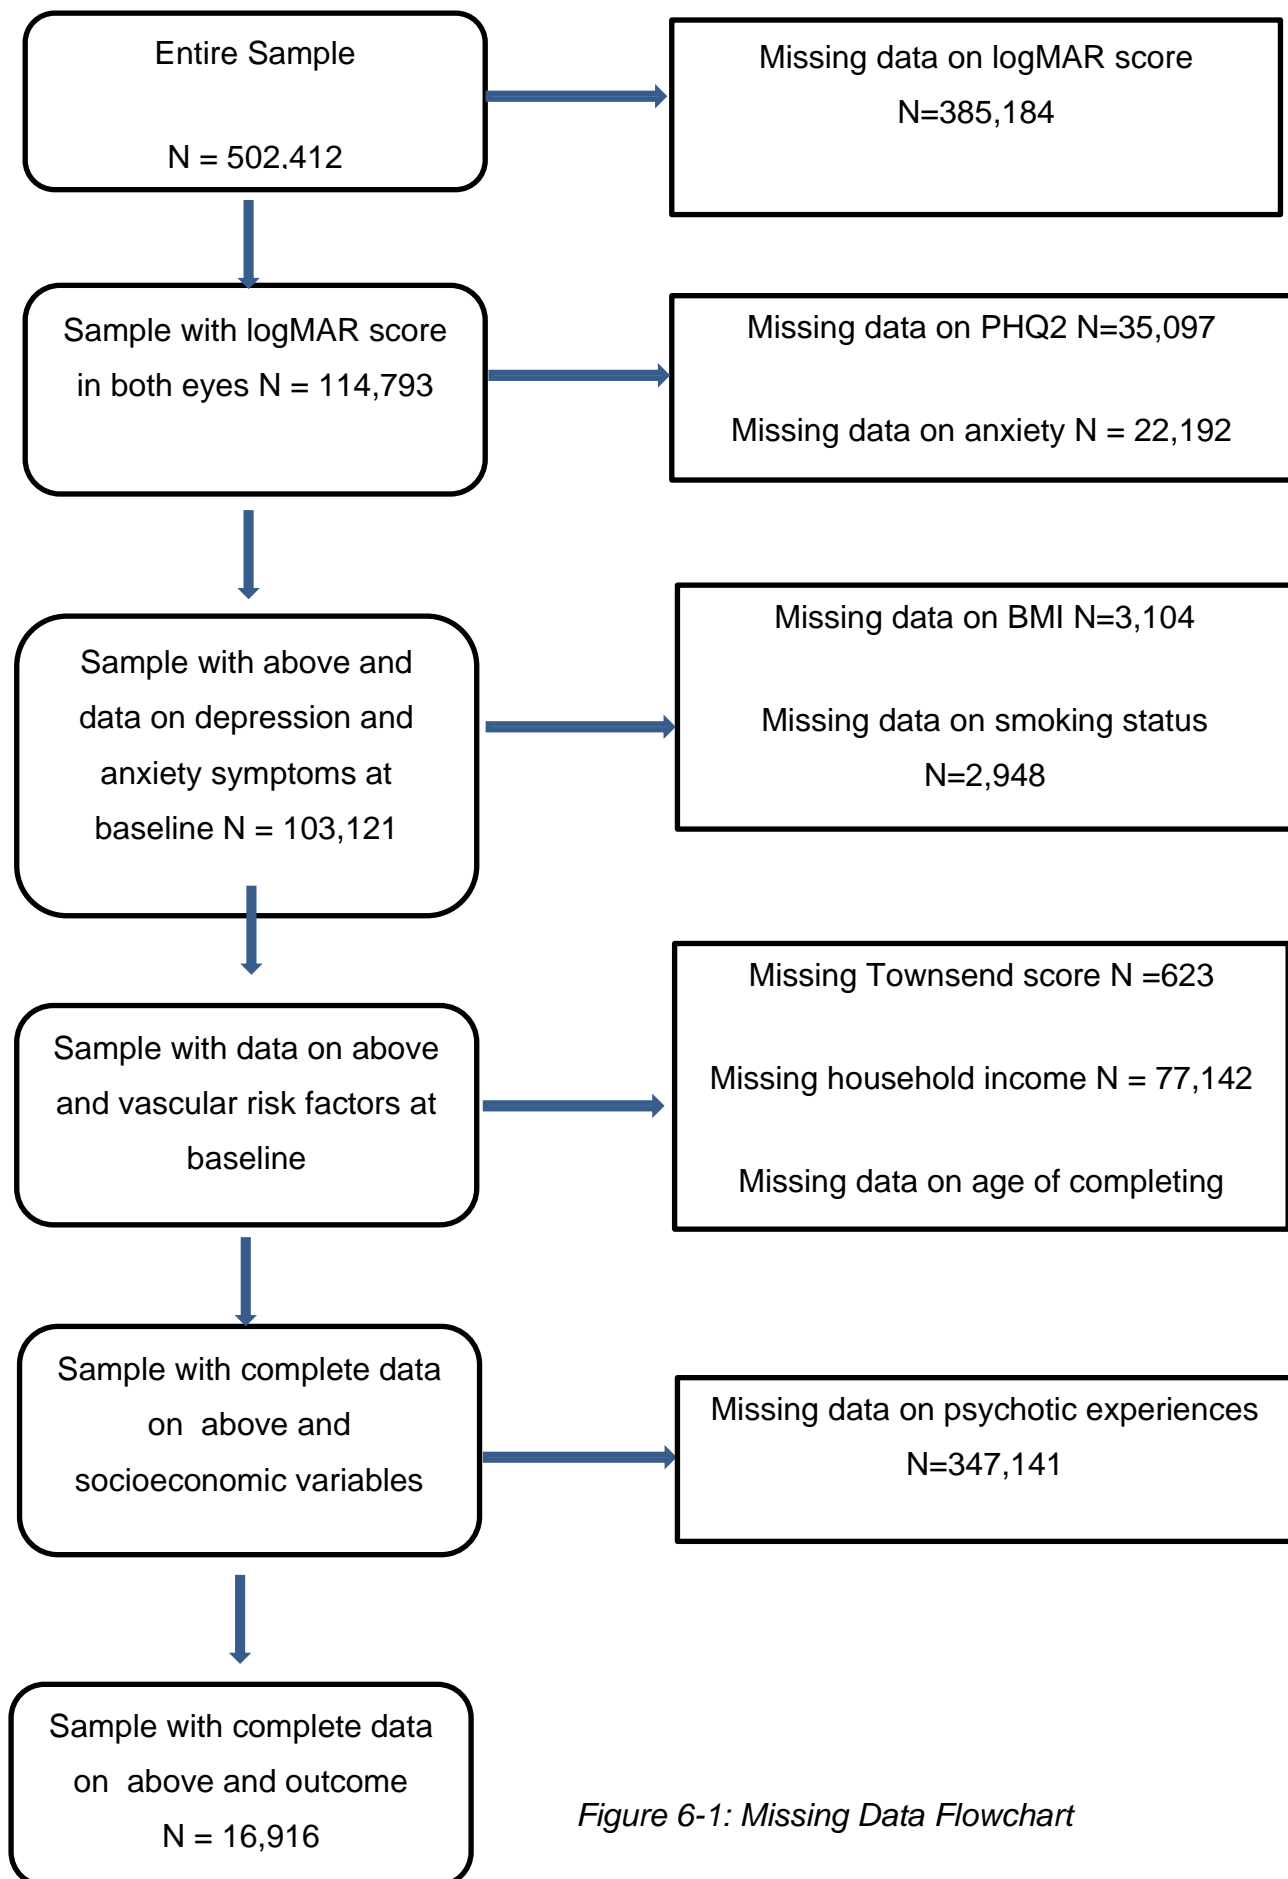 Entire Sample
N = 502,412
Missing data on logMAR score
N=385,184
Sample with logMAR score
in both eyes N = 114,793
Missing data on PHQ2 N=35,097
Missing data on anxiety N = 22,192
Sample with above and
data on depression and
anxiety symptoms at
baseline N = 103,121
Missing data on BMI N=3,104
Missing data on smoking status
N=2,948
Sample with data on above
and vascular risk factors at
baseline
Missing Townsend score N =623
Missing household income N = 77,142
Missing data on age of completing
Sample with complete data
on above and
socioeconomic variables
Missing data on psychotic experiences
N=347,141
Sample with complete data
on above and outcome
N = 16,916
Figure 6-1: Missing Data Flowchart